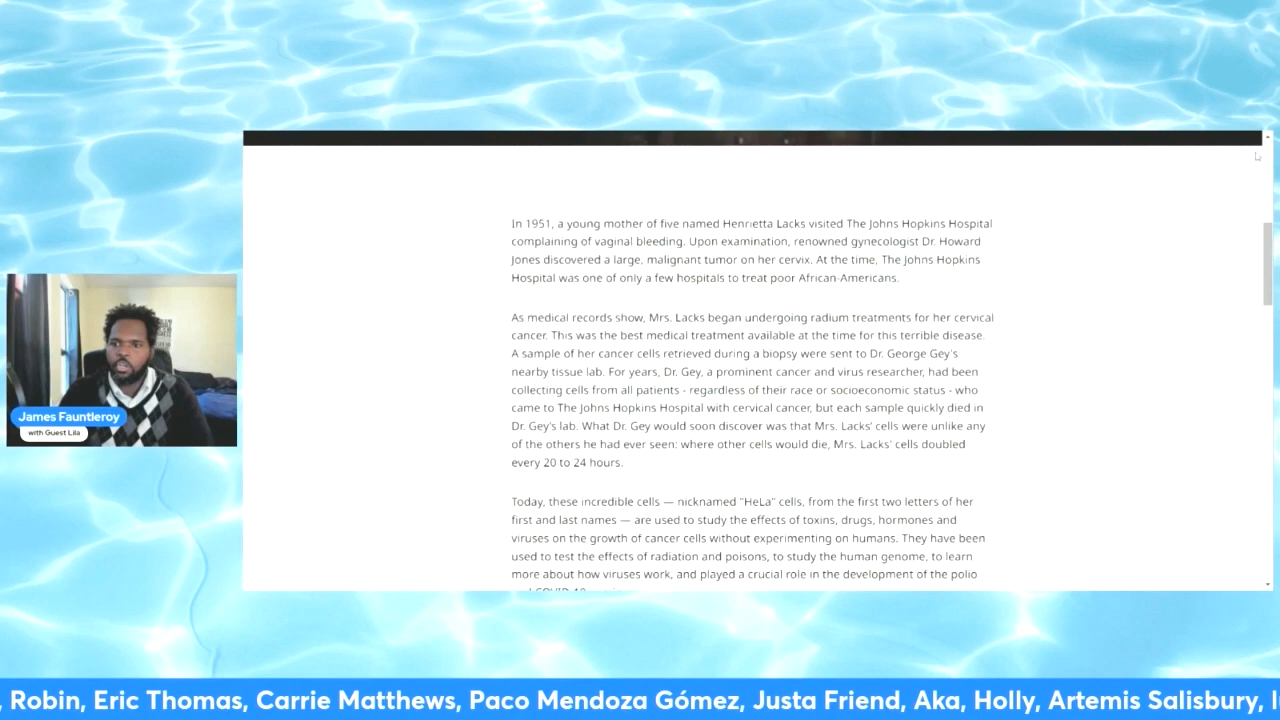 In 1951, a young mother of five named Henrietta Lacks visited The Johns Hopkins Hospital
complaining of vaginal bleeding. Upon examination, renowned gynecologist Dr. Howard
Jones discovered a large, malignant tumor on her cervix. At the time, The Johns Hopkins
Hospital was one of only a few hospitals to treat poor African-Americans.
As medical records show, Mrs. Lacks began undergoing radium treatments for her cervical
cancer. This was the best medical treatment available at the time for this terrible disease.
A sample of her cancer cells retrieved during a biopsy were sent to Dr. George Gey's
nearby tissue lab. For years, Dr. Gey, a prominent cancer and virus researcher, had been
collecting cells from all patients - regardless of their race or socioeconomic status - who
came to The Johns Hopkins Hospital with cervical cancer, but each sample quickly died in
Dr. Gey's lab. What Dr. Gey would soon discover was that Mrs. Lacks' cells were unlike any
of the others he had ever seen: where other cells would die, Mrs. Lacks' cells doubled
every 20 to 24 hours.
Today, these incredible cells — nicknamed "HeLa" cells, from the first two letters of her
first and last names — are used to study the effects of toxins, drugs, hormones and
viruses on the growth of cancer cells without experimenting on humans. They have been
used to test the effects of radiation and poisons, to study the human genome, to learn
more about how viruses work, and played a crucial role in the development of the polio
James Fauntleroy
with Guest Lila
, Robin, Eric Thomas, Carrie Matthews, Paco Mendoza Gómez, Justa Friend, Aka, Holly, Artemis Salisbury,